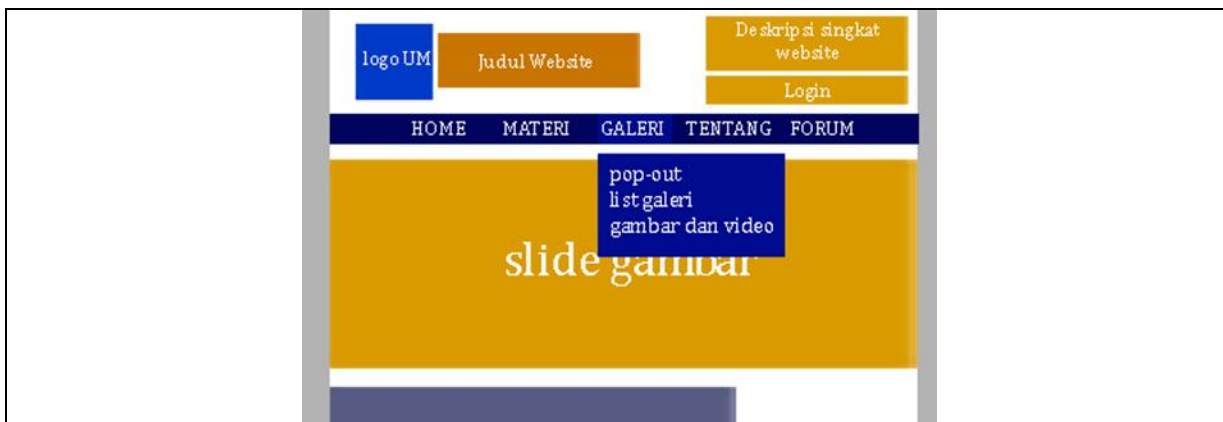 Deskripsi singkat
website
logo UM
Judul Website
Login
HOME MATERI GALERI TENTANG FORUM
pop-out
list galeri
gambar dan video
slide gambar